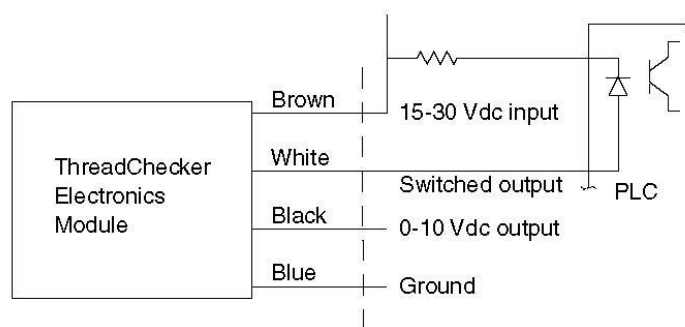 Brown
15-30 Vdc input
ThreadChecker
Electronics
Module
White
Switched output
PLC
Black
0-10 Vdc output
Blue
Ground